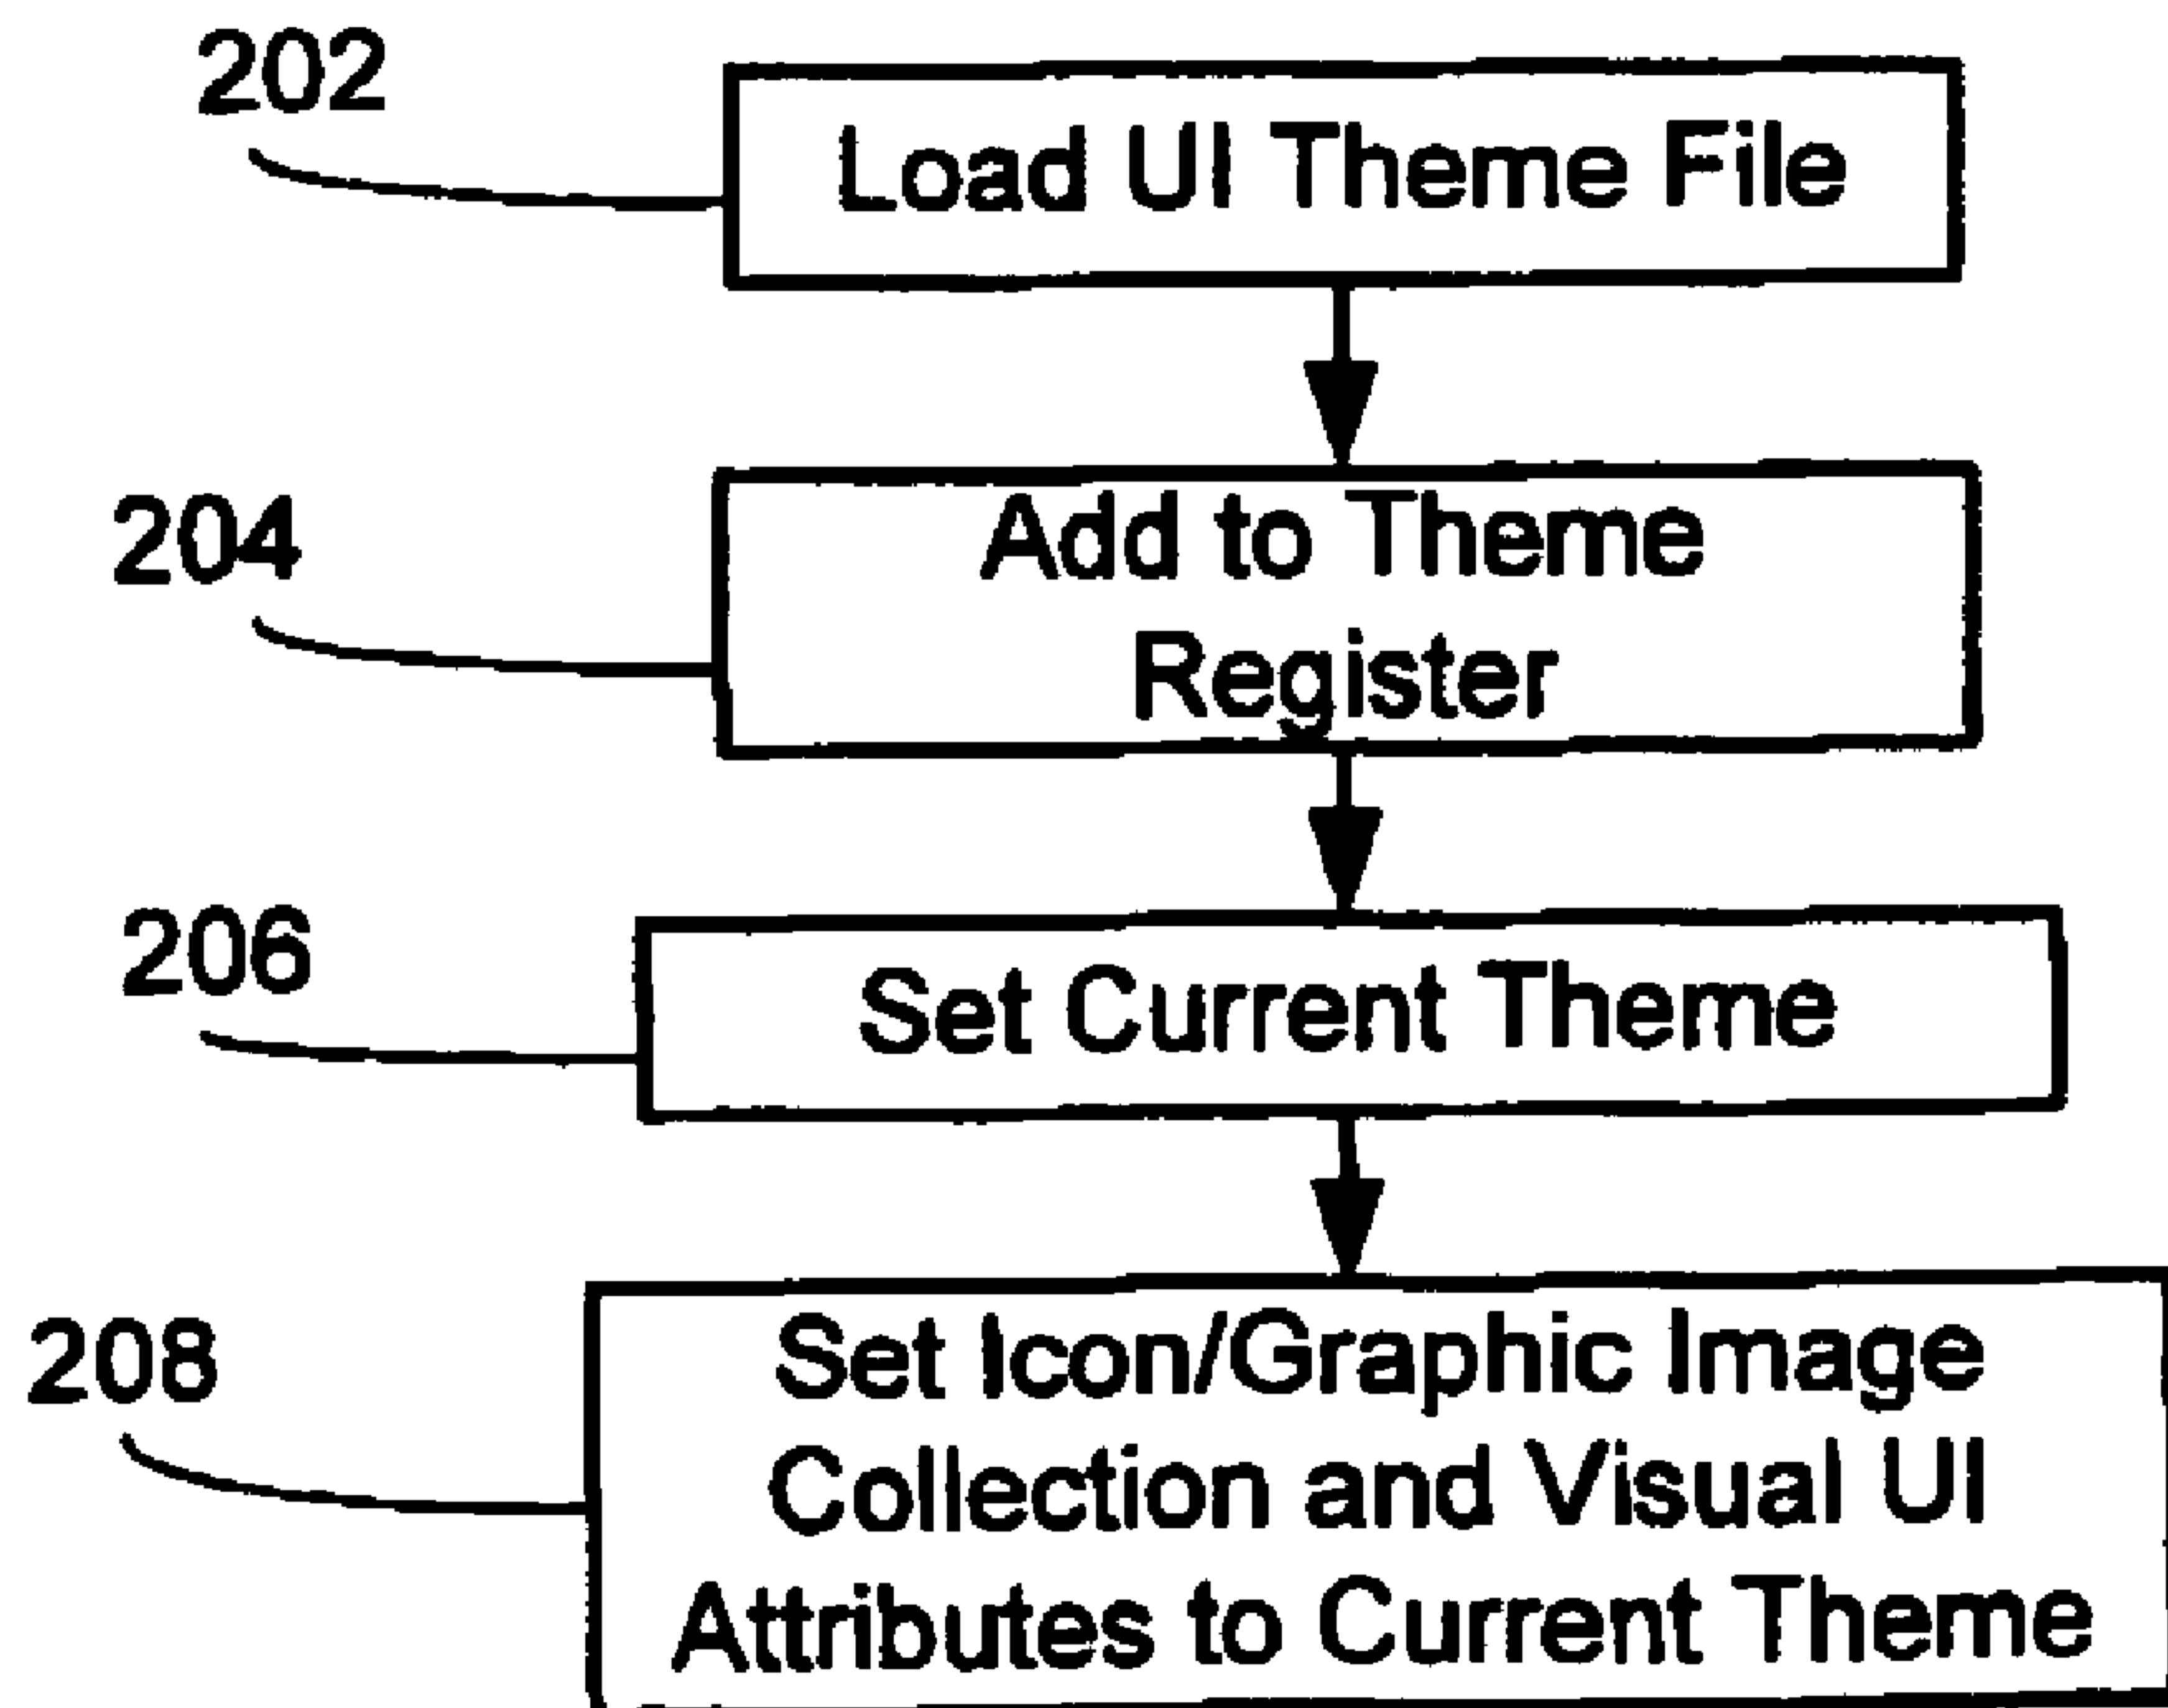 202
Load UI Theme File
204
Add to Theme
Register
206
Set Current Theme
208
Set Icon/Graphic Image
Collection and Visual UI
Attributes to Current Theme